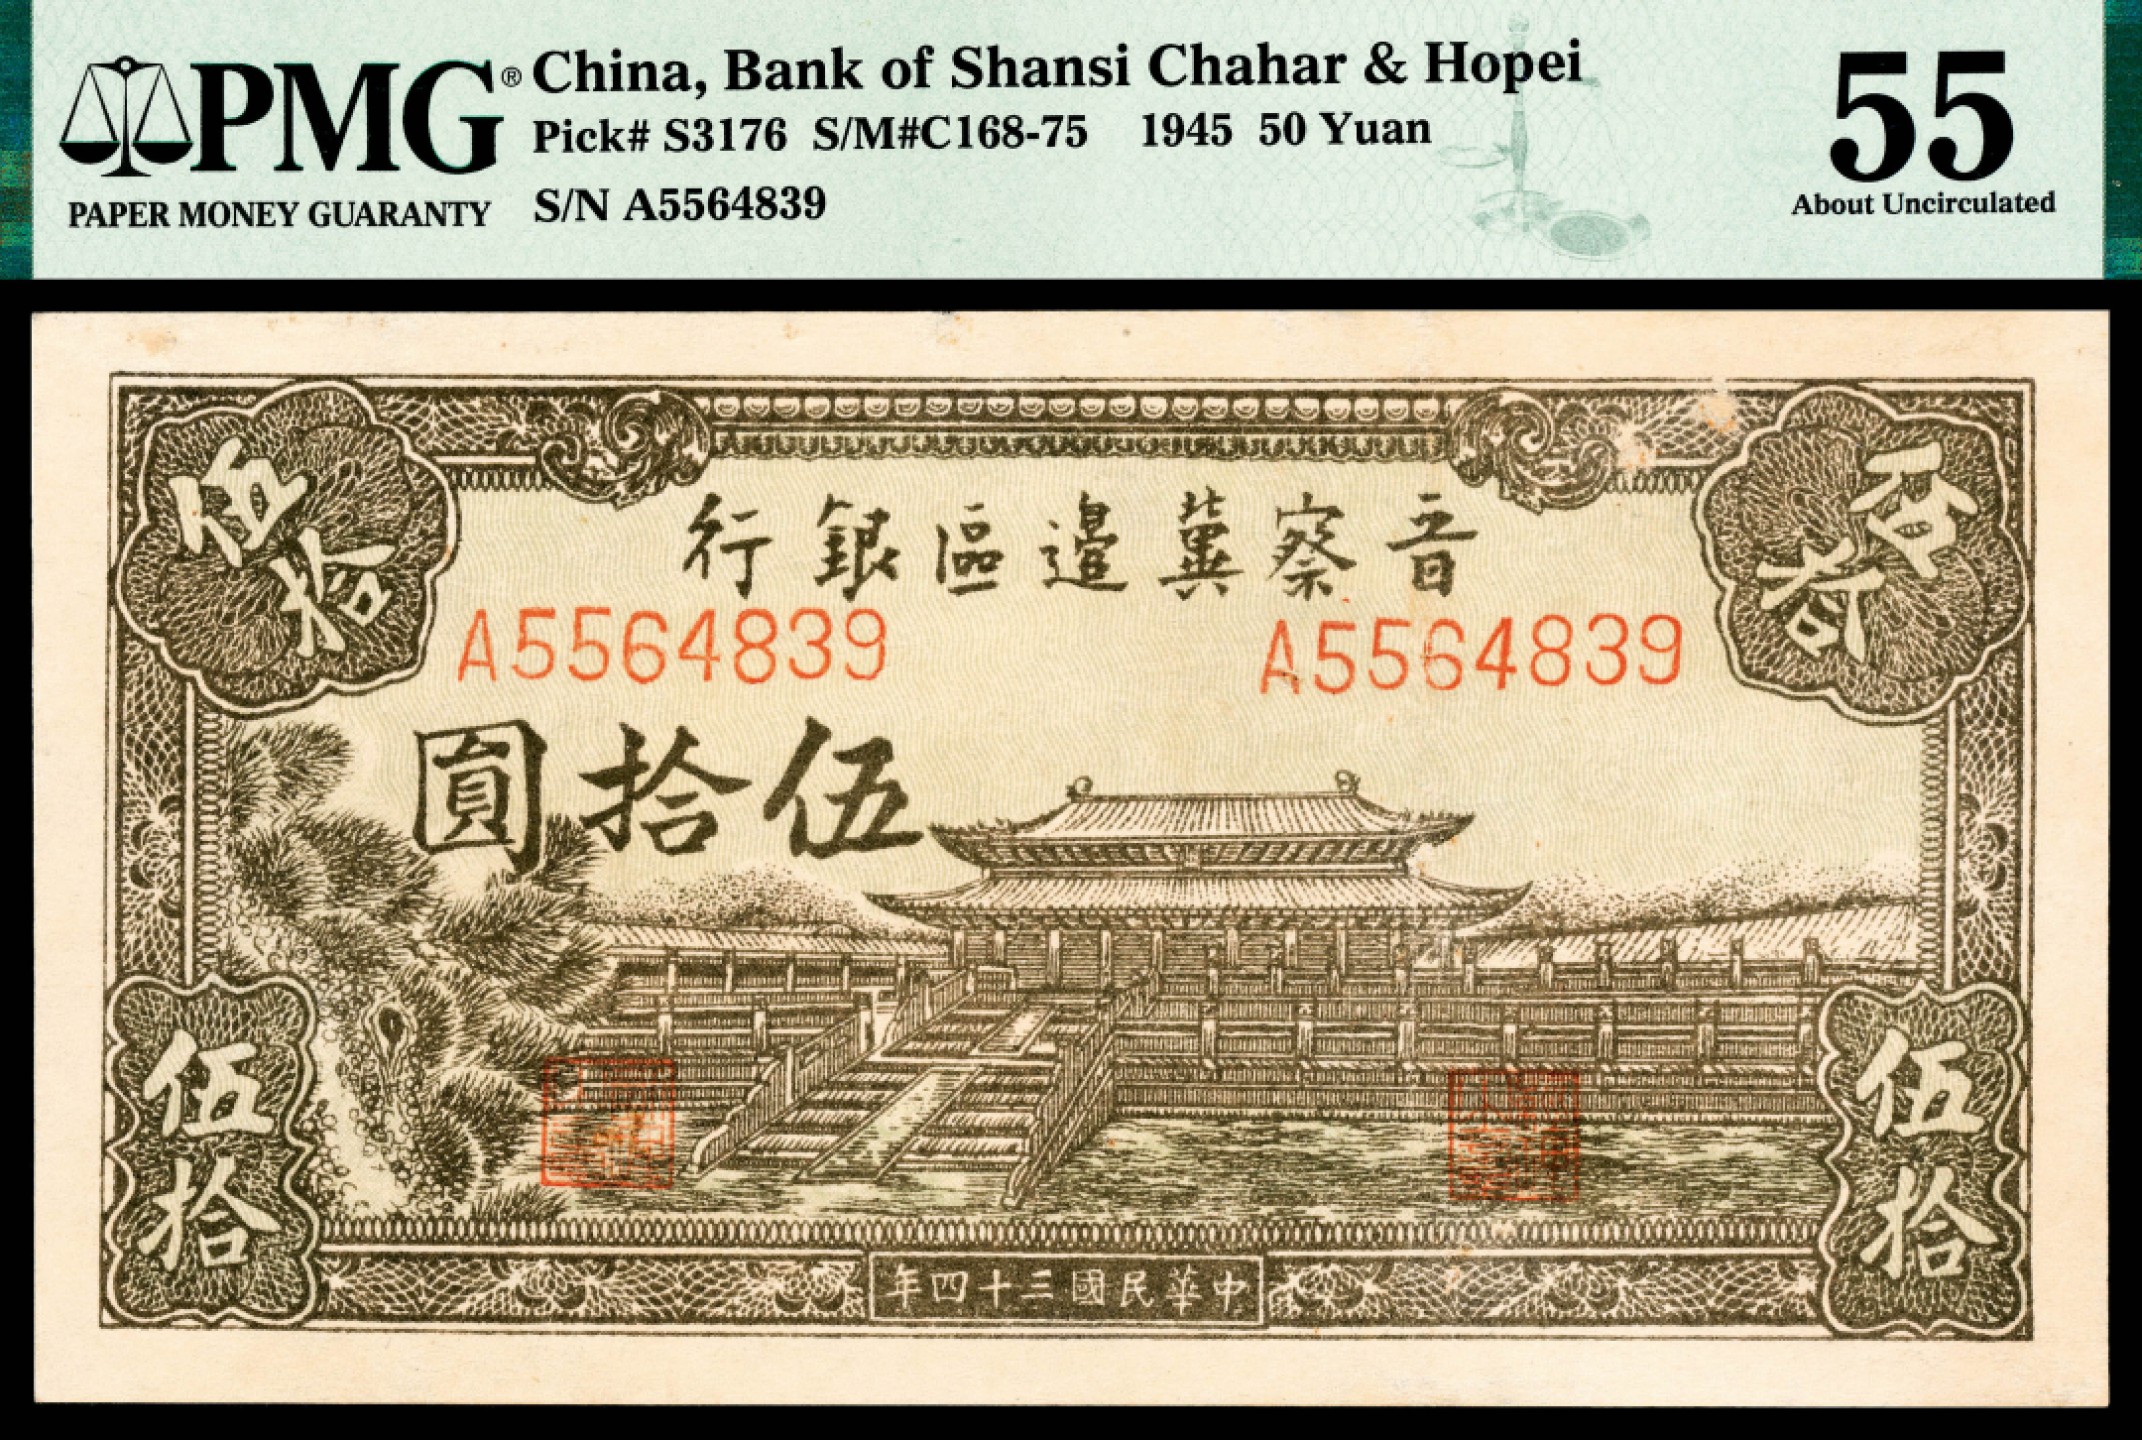 PMG®
PAPER MONEY GUARANTY
China, Bank of Shansi Chahar & Hopei
Pick# S3176 S/M#C168-75 1945 50 Yuan
S/N A5564839
55
About Uncirculated
伍拾
伍拾
晋察冀邊區銀行
A5564839 A5564839
伍拾圓
伍拾
伍拾
中華民國三十四年